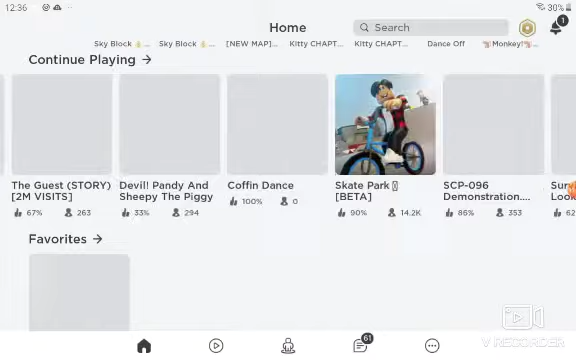 12:36
30%
Home
Search
1
Sky Block 👍...
Sky Block 👍...
[NEW MAP]...
Kitty CHAPT...
Kitty CHAPT...
Dance Off
🐒Monkey!🐒...
Continue Playing →
The Guest (STORY)
[2M VISITS]
67% 263
Devil! Pandy And
Sheepy The Piggy
33% 294
Coffin Dance
100% 0
Skate Park
[BETA]
90% 14.2K
SCP-096
Demonstration....
86% 353
Look
62
Favorites →
61
V RECORDER